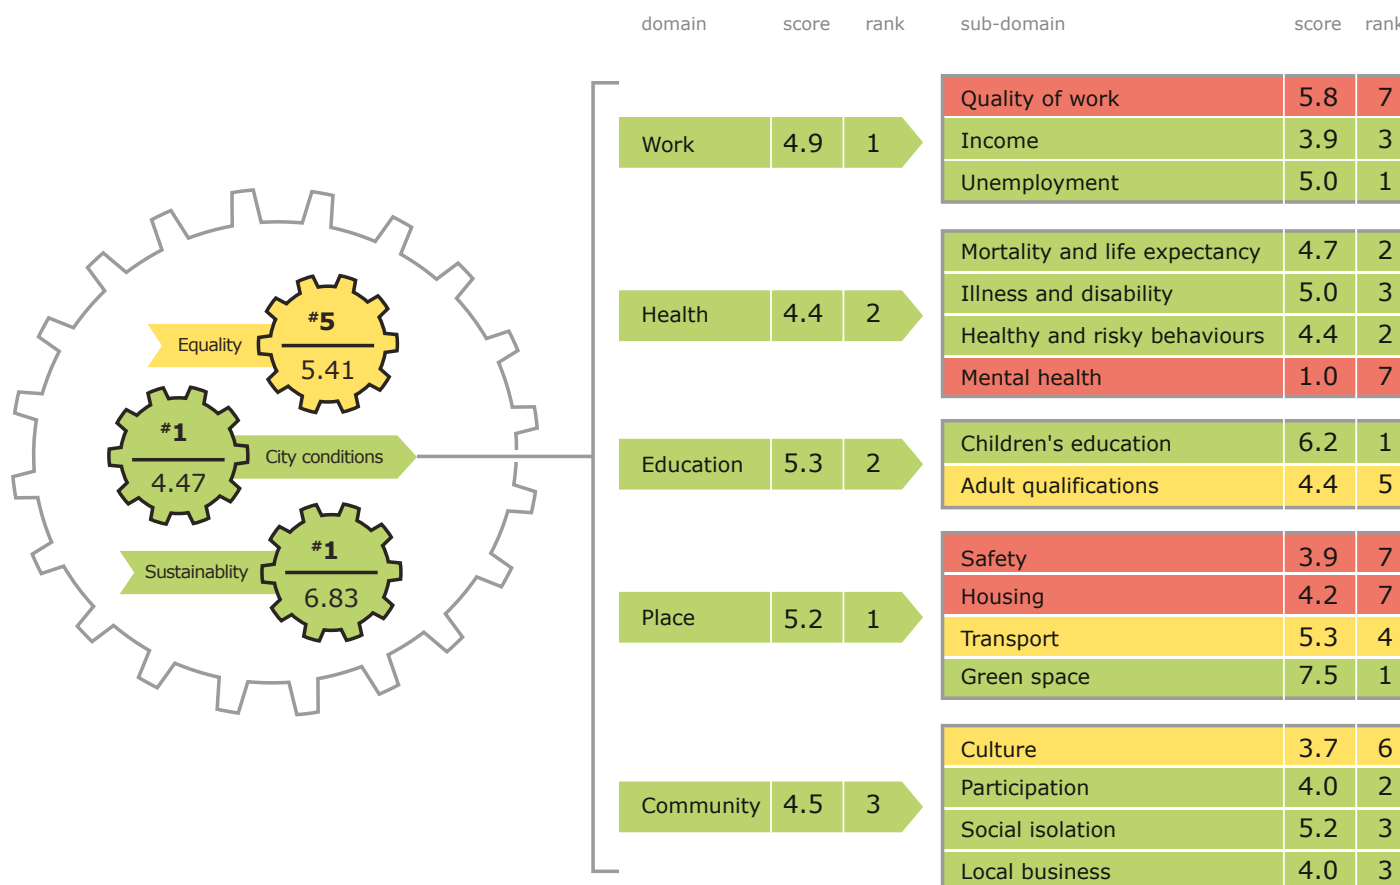 domain score rank sub-domain score rank
Quality of work 5.8 7
Work 4.9 1
Income 3.9 3
Unemployment 5.0 1
Mortality and life expectancy 4.7 2
Illness and disability 5.0 3
Health 4.4 2
Healthy and risky behaviours 4.4 2
Mental health 1.0 7
#5
Equality
5.41
#1
City conditions
4.47
#1
Sustainablity
6.83
Children's education 6.2 1
Education 5.3 2
Adult qualifications 4.4 5
Safety 3.9 7
Housing 4.2 7
Place 5.2 1
Transport 5.3 4
Green space 7.5 1
Culture 3.7 6
Participation 4.0 2
Community 4.5 3
Social isolation 5.2 3
Local business 4.0 3